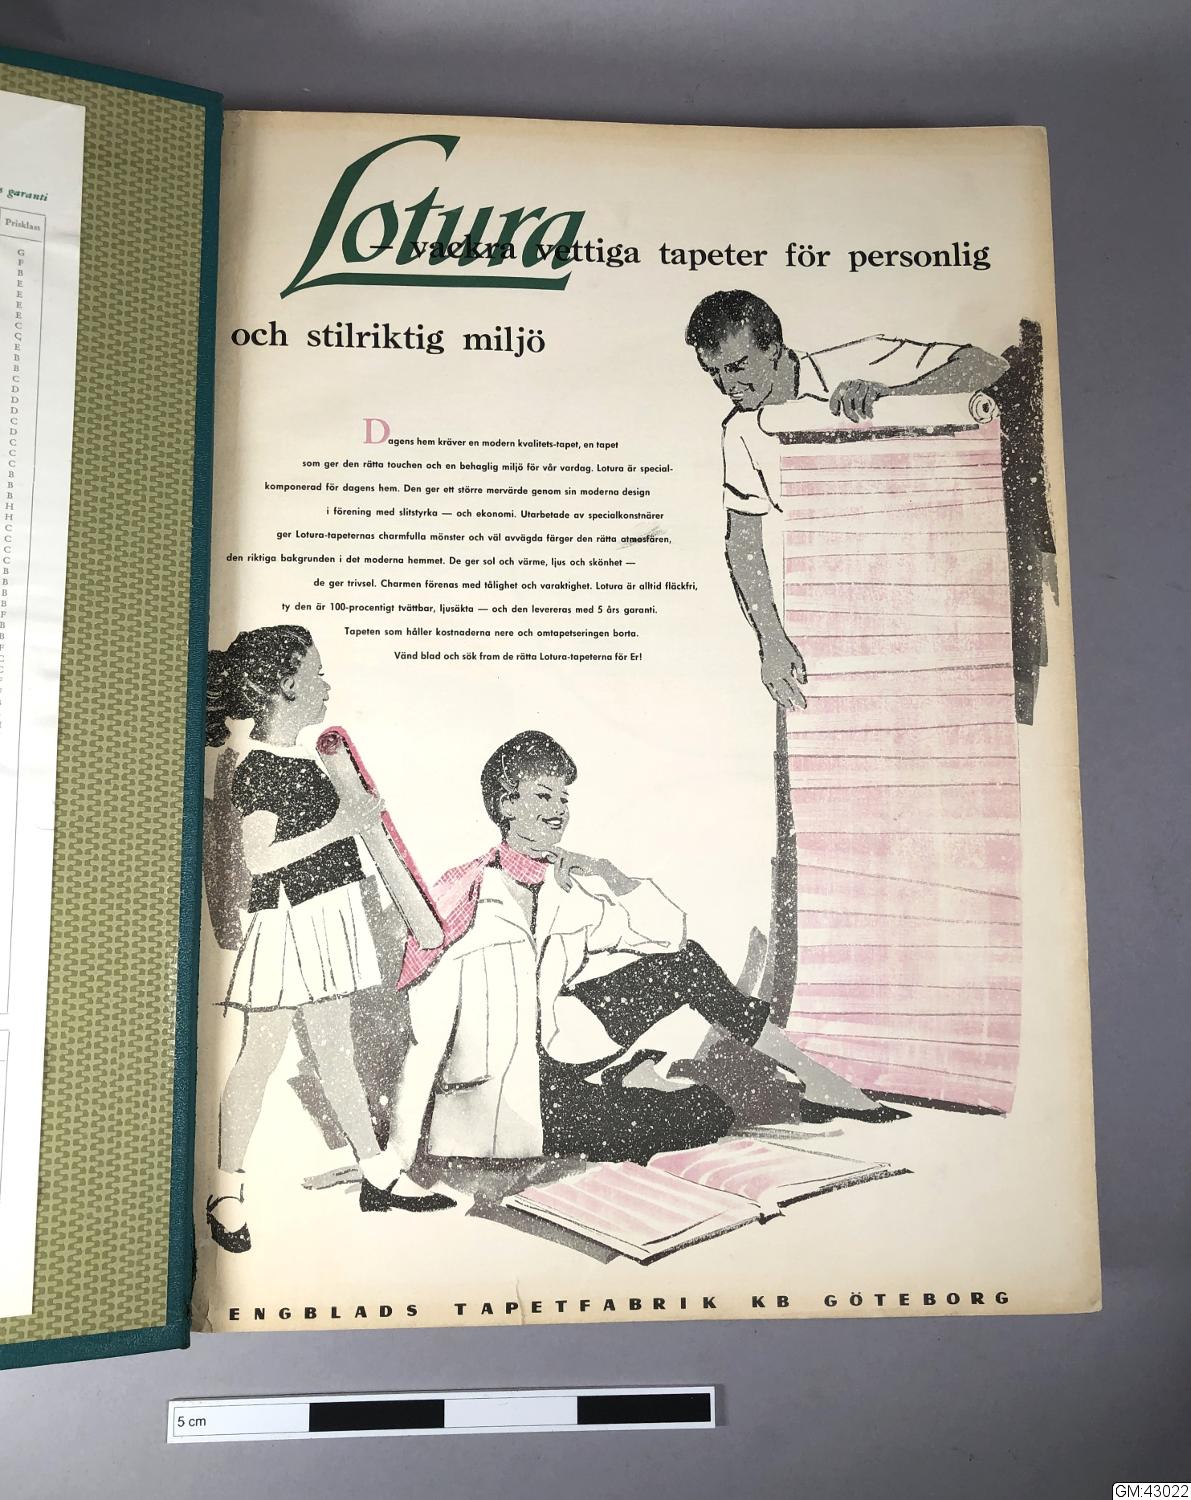 s garanti
Prisklass
G
F
B
E
E
E
E
C
Ç
E
B
B
C
D
D
D
C
D
C
C
C
B
B
B
H
H
C
C
C
C
B
B
B
B
F
B
B
F
C
C
Lotura
– vackra vettiga tapeter för personlig
och stilriktig miljö
Dagens hem kräver en modern kvalitets-tapet, en tapet
som ger den rätta touchen och en behaglig miljö för vår vardag. Lotura är special-
komponerad för dagens hem. Den ger ett större mervärde genom sin moderna design
i förening med slitstyrka — och ekonomi. Utarbetade av specialkonstnärer
ger Lotura-tapeternas charmfulla mönster och väl avvägda färger den rätta atmosfären,
den riktiga bakgrunden i det moderna hemmet. De ger sol och värme, ljus och skönhet —
de ger trivsel. Charmen förenas med tålighet och varaktighet. Lotura är alltid fläckfri,
ty den är 100-procentigt tvättbar, ljusäkta — och den levereras med 5 års garanti.
Tapeten som håller kostnaderna nere och omtapetseringen borta.
Vänd blad och sök fram de rätta Lotura-tapeterna för Er!
ENGBLADS TAPETFABRIK KB GÖTEBORG
5 cm
GM:43022